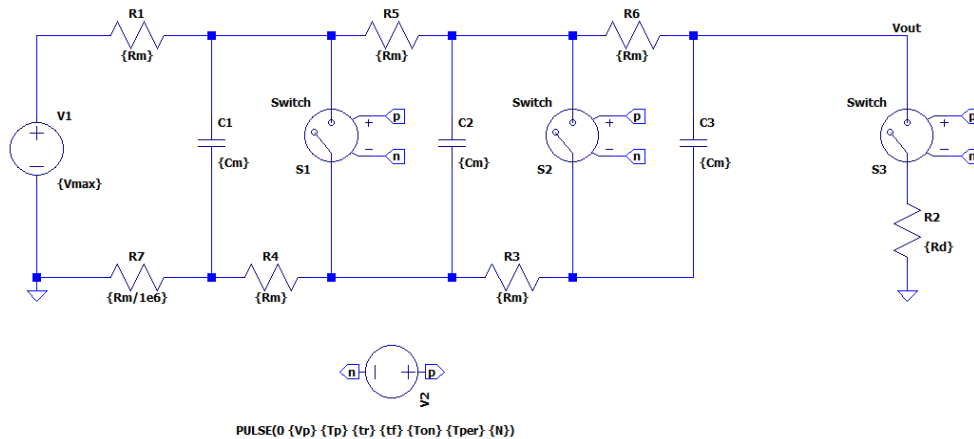 R1
R5
R6
{Rm}
{Rm}
{Rm}
Vout
V1
+
−
{Vmax}
C1
{Cm}
Switch
p
+
−
n
S1
C2
{Cm}
Switch
p
+
−
n
S2
C3
{Cm}
Switch
p
+
−
n
S3
R2
{Rd}
R7
{Rm/1e6}
R4
{Rm}
R3
{Rm}
n
−
+
p
V2
PULSE(0 {Vp} {Tp} {tr} {tf} {Ton} {Tper} {N})